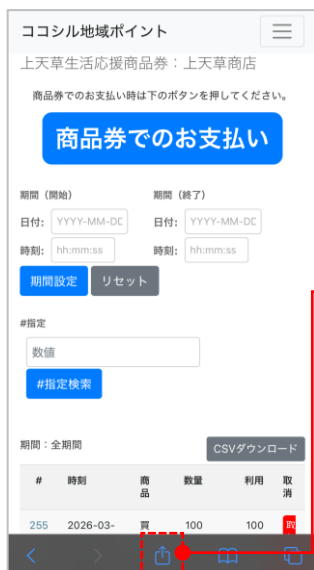 ココシル地域ポイント
上天草生活応援商品券：上天草商店
商品券でのお支払い時は下のボタンを押してください。
商品券でのお支払い
期間（開始） 期間（終了）
日付: YYYY-MM-DD 日付: YYYY-MM-DD
時刻: hh:mm:ss 時刻: hh:mm:ss
期間設定 リセット
#指定
数値
#指定検索
期間：全期間 CSVダウンロード
# 時刻 商品 数量 利用 取消
255 2026-03- 買 100 100 取